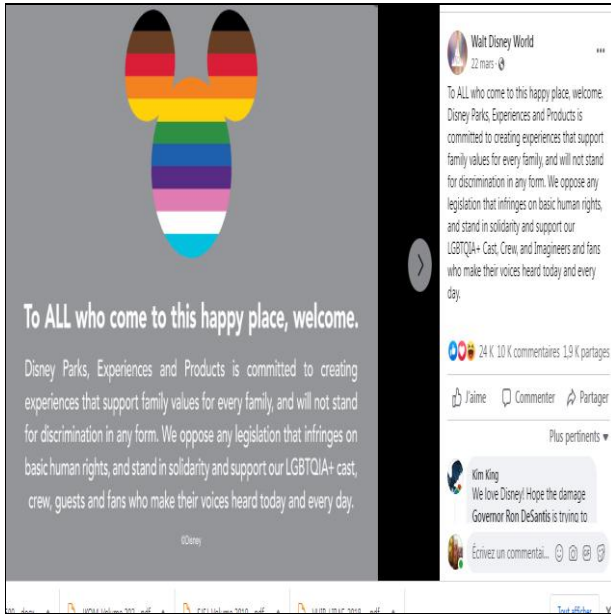 To ALL who come to this happy place, welcome.
Disney Parks, Experiences and Products is committed to creating
experiences that support family values for every family, and will not stand
for discrimination in any form. We oppose any legislation that infringes on
basic human rights, and stand in solidarity and support our LGBTQIA+ cast,
crew, guests and fans who make their voices heard today and every day.
©Disney
Walt Disney World
22 mars
To ALL who come to this happy place, welcome.
Disney Parks, Experiences and Products is
committed to creating experiences that support
family values for every family, and will not stand
for discrimination in any form. We oppose any
legislation that infringes on basic human rights,
and stand in solidarity and support our
LGBTQIA+ Cast, Crew, and Imagineers and fans
who make their voices heard today and every
day.
24 K 10 K commentaires 1,9 K partages
J'aime Commenter Partager
Plus pertinents
Kim King
We love Disney! Hope the damage
Governor Ron DeSantis is trying to
Écrivez un commentai...
Tout afficher